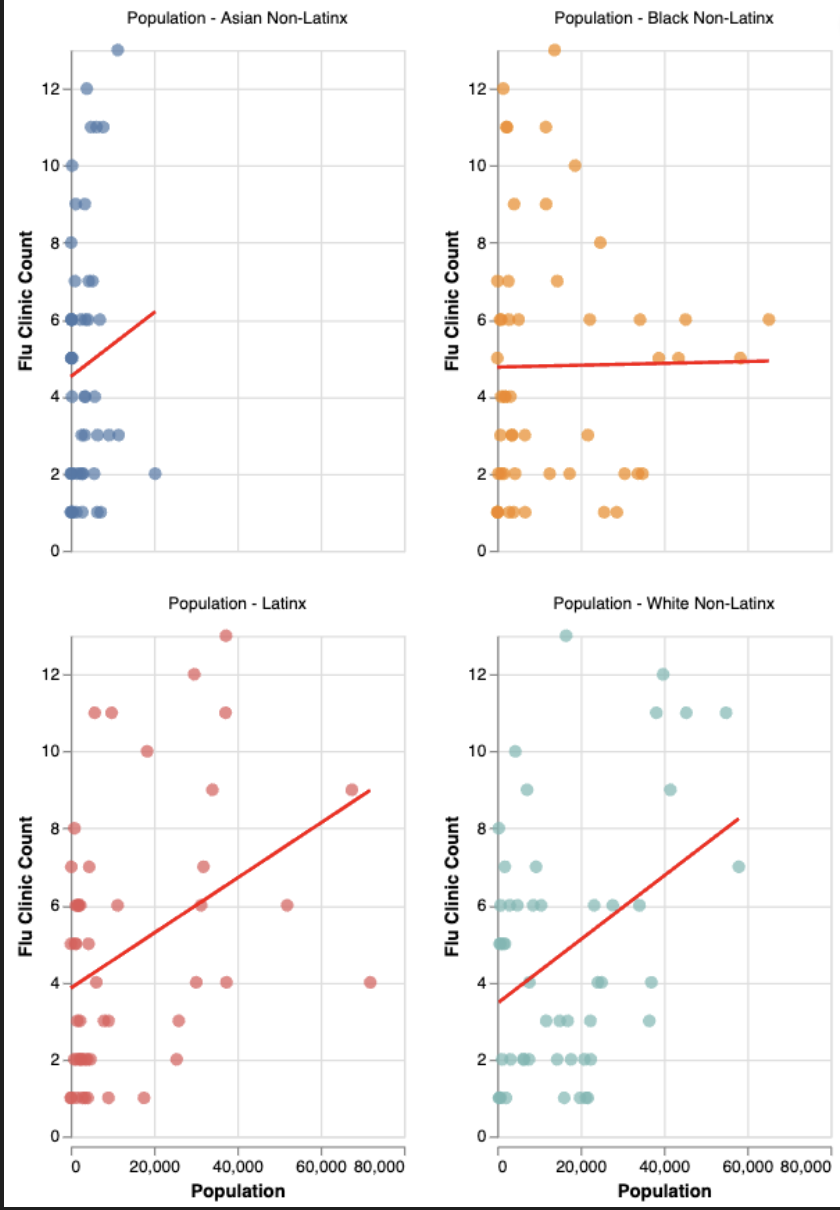 Population - Asian Non-Latinx
Population - Black Non-Latinx
12
10
8
6
4
2
0
Flu Clinic Count
12
10
8
6
4
2
0
Flu Clinic Count
Population - Latinx
Population - White Non-Latinx
12
10
8
6
4
2
0
Flu Clinic Count
0 20,000 40,000 60,000 80,000
Population
12
10
8
6
4
2
0
Flu Clinic Count
0 20,000 40,000 60,000 80,000
Population